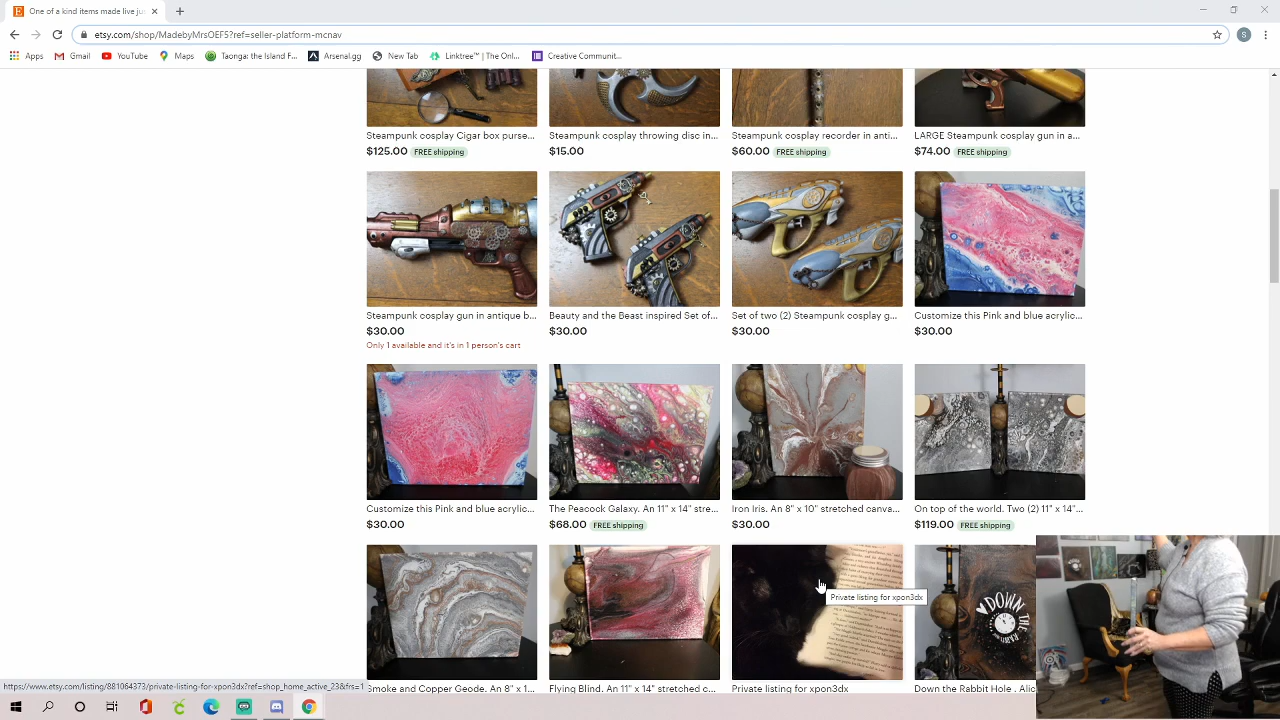 One of a kind items made live ju
etsy.com/shop/MadebyMrsOEFS?ref=seller-platform-mcnav
S
Apps
Gmail
YouTube
Maps
Taonga: the Island F...
Arsenal.gg
New Tab
Linktree™ | The Onl...
Creative Communit...
Steampunk cosplay Cigar box purse...
Steampunk cosplay throwing disc in...
Steampunk cosplay recorder in anti...
LARGE Steampunk cosplay gun in a...
$125.00 FREE shipping
$15.00
$60.00 FREE shipping
$74.00 FREE shipping
Steampunk cosplay gun in antique b...
Beauty and the Beast inspired Set of...
Set of two (2) Steampunk cosplay g...
Customize this Pink and blue acrylic...
$30.00
$30.00
$30.00
$30.00
Only 1 available and it's in 1 person's cart
Customize this Pink and blue acrylic...
The Peacock Galaxy. An 11" x 14" stre...
Iron Iris. An 8" x 10" stretched canva...
On top of the world. Two (2) 11" x 14"...
$30.00
$68.00 FREE shipping
$30.00
$119.00 FREE shipping
Private listing for xpon3dx
DOWN THE
Smoke and Copper Geode. An 8" x 1...
Flying Blind. An 11" x 14" stretched c...
Private listing for xpon3dx
Down the Rabbit Hole . Alic
https://www.etsy.com/listing/881064373/private-listing-for-xpon3dx?ref=shop_home_active_23&frs=1